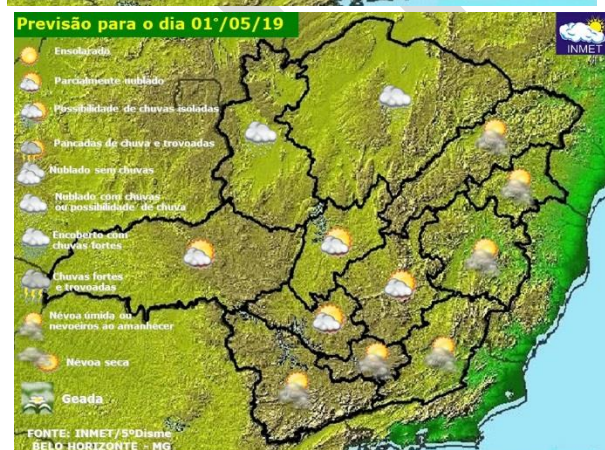 Previsão para o dia 01°/05/19
INMET
Ensolarado
Parcialmente nublado
Possibilidade de chuvas isoladas
Pancadas de chuva e trovoadas
Nublado sem chuvas
Nublado com chuvas
ou possibilidade de chuva
Encoberto com
chuvas fortes
Chuvas fortes
e trovoadas
Névoa úmida ou
nevoeiros ao amanhecer
Névoa seca
Geada
FONTE: INMET/5ºDisme
BELO HORIZONTE - MG